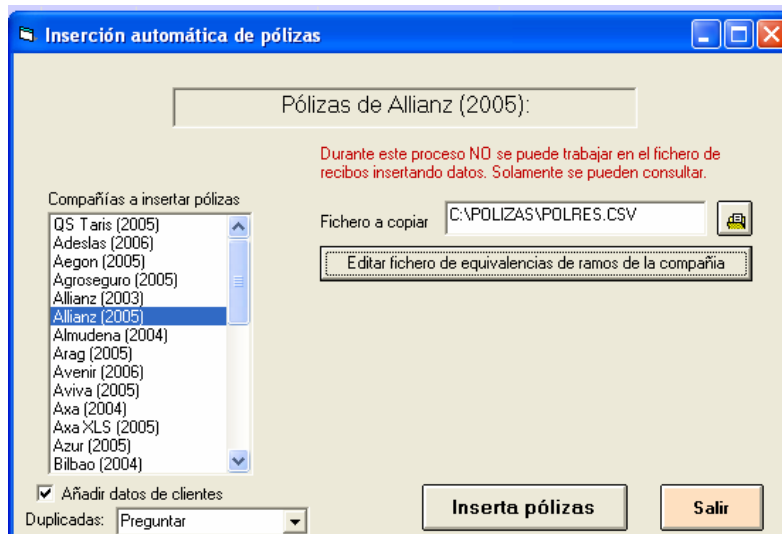 Inserción automática de pólizas
Pólizas de Allianz (2005):
Durante este proceso NO se puede trabajar en el fichero de
recibos insertando datos. Solamente se pueden consultar.
Compañías a insertar pólizas
QS Taris (2005)
Adeslas (2006)
Aegon (2005)
Agroseguro (2005)
Allianz (2003)
Allianz (2005)
Almudena (2004)
Arag (2005)
Avenir (2006)
Aviva (2005)
Axa (2004)
Axa XLS (2005)
Azur (2005)
Bilbao (2004)
Fichero a copiar C:\POLIZAS\POLRES.CSV
Editar fichero de equivalencias de ramos de la compañia
Añadir datos de clientes
Duplicadas: Preguntar
Inserta pólizas
Salir